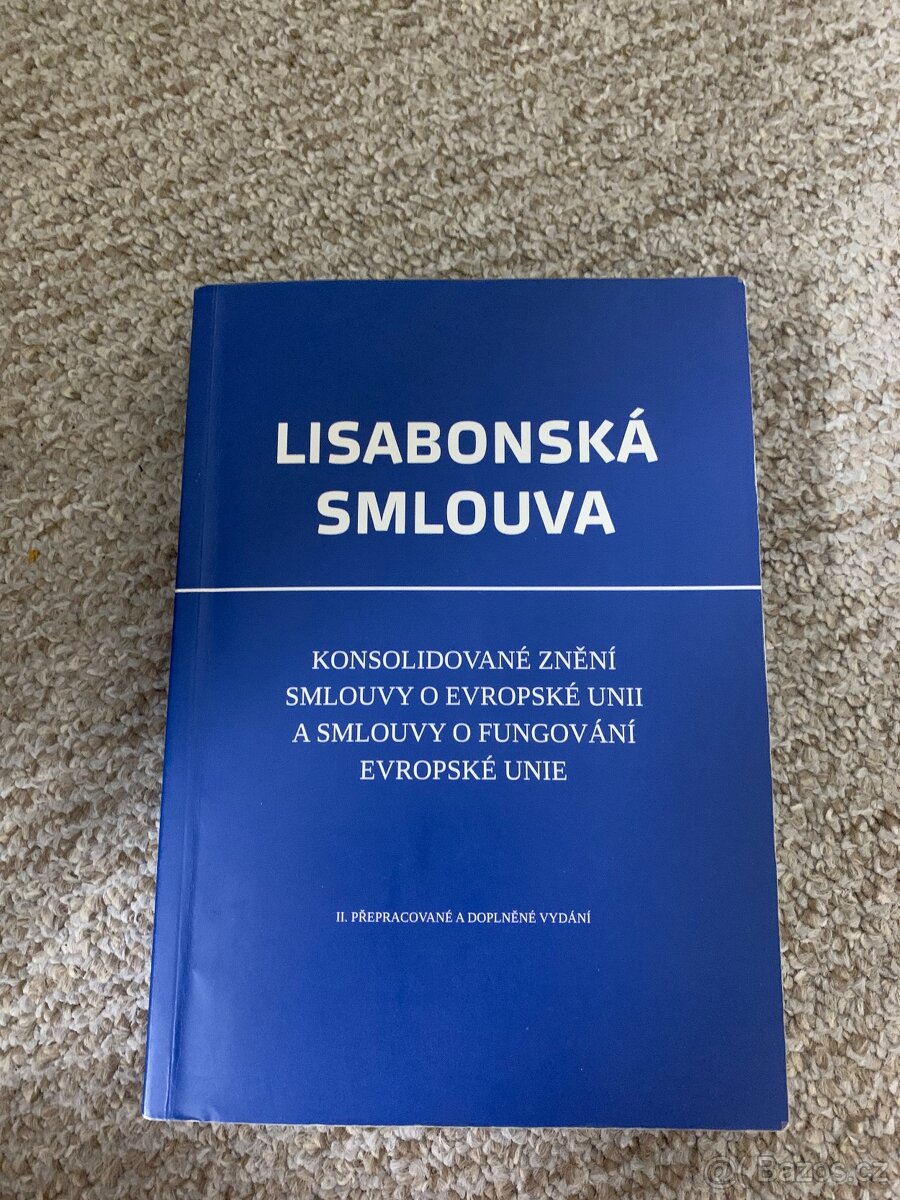 LISABONSKÁ
SMLOUVA
KONSOLIDOVANÉ ZNĚNÍ
SMLOUVY O EVROPSKÉ UNII
A SMLOUVY O FUNGOVÁNÍ
EVROPSKÉ UNIE
II. PŘEPRACOVANÉ A DOPLNĚNÉ VYDÁNÍ
@ Bazos.cz